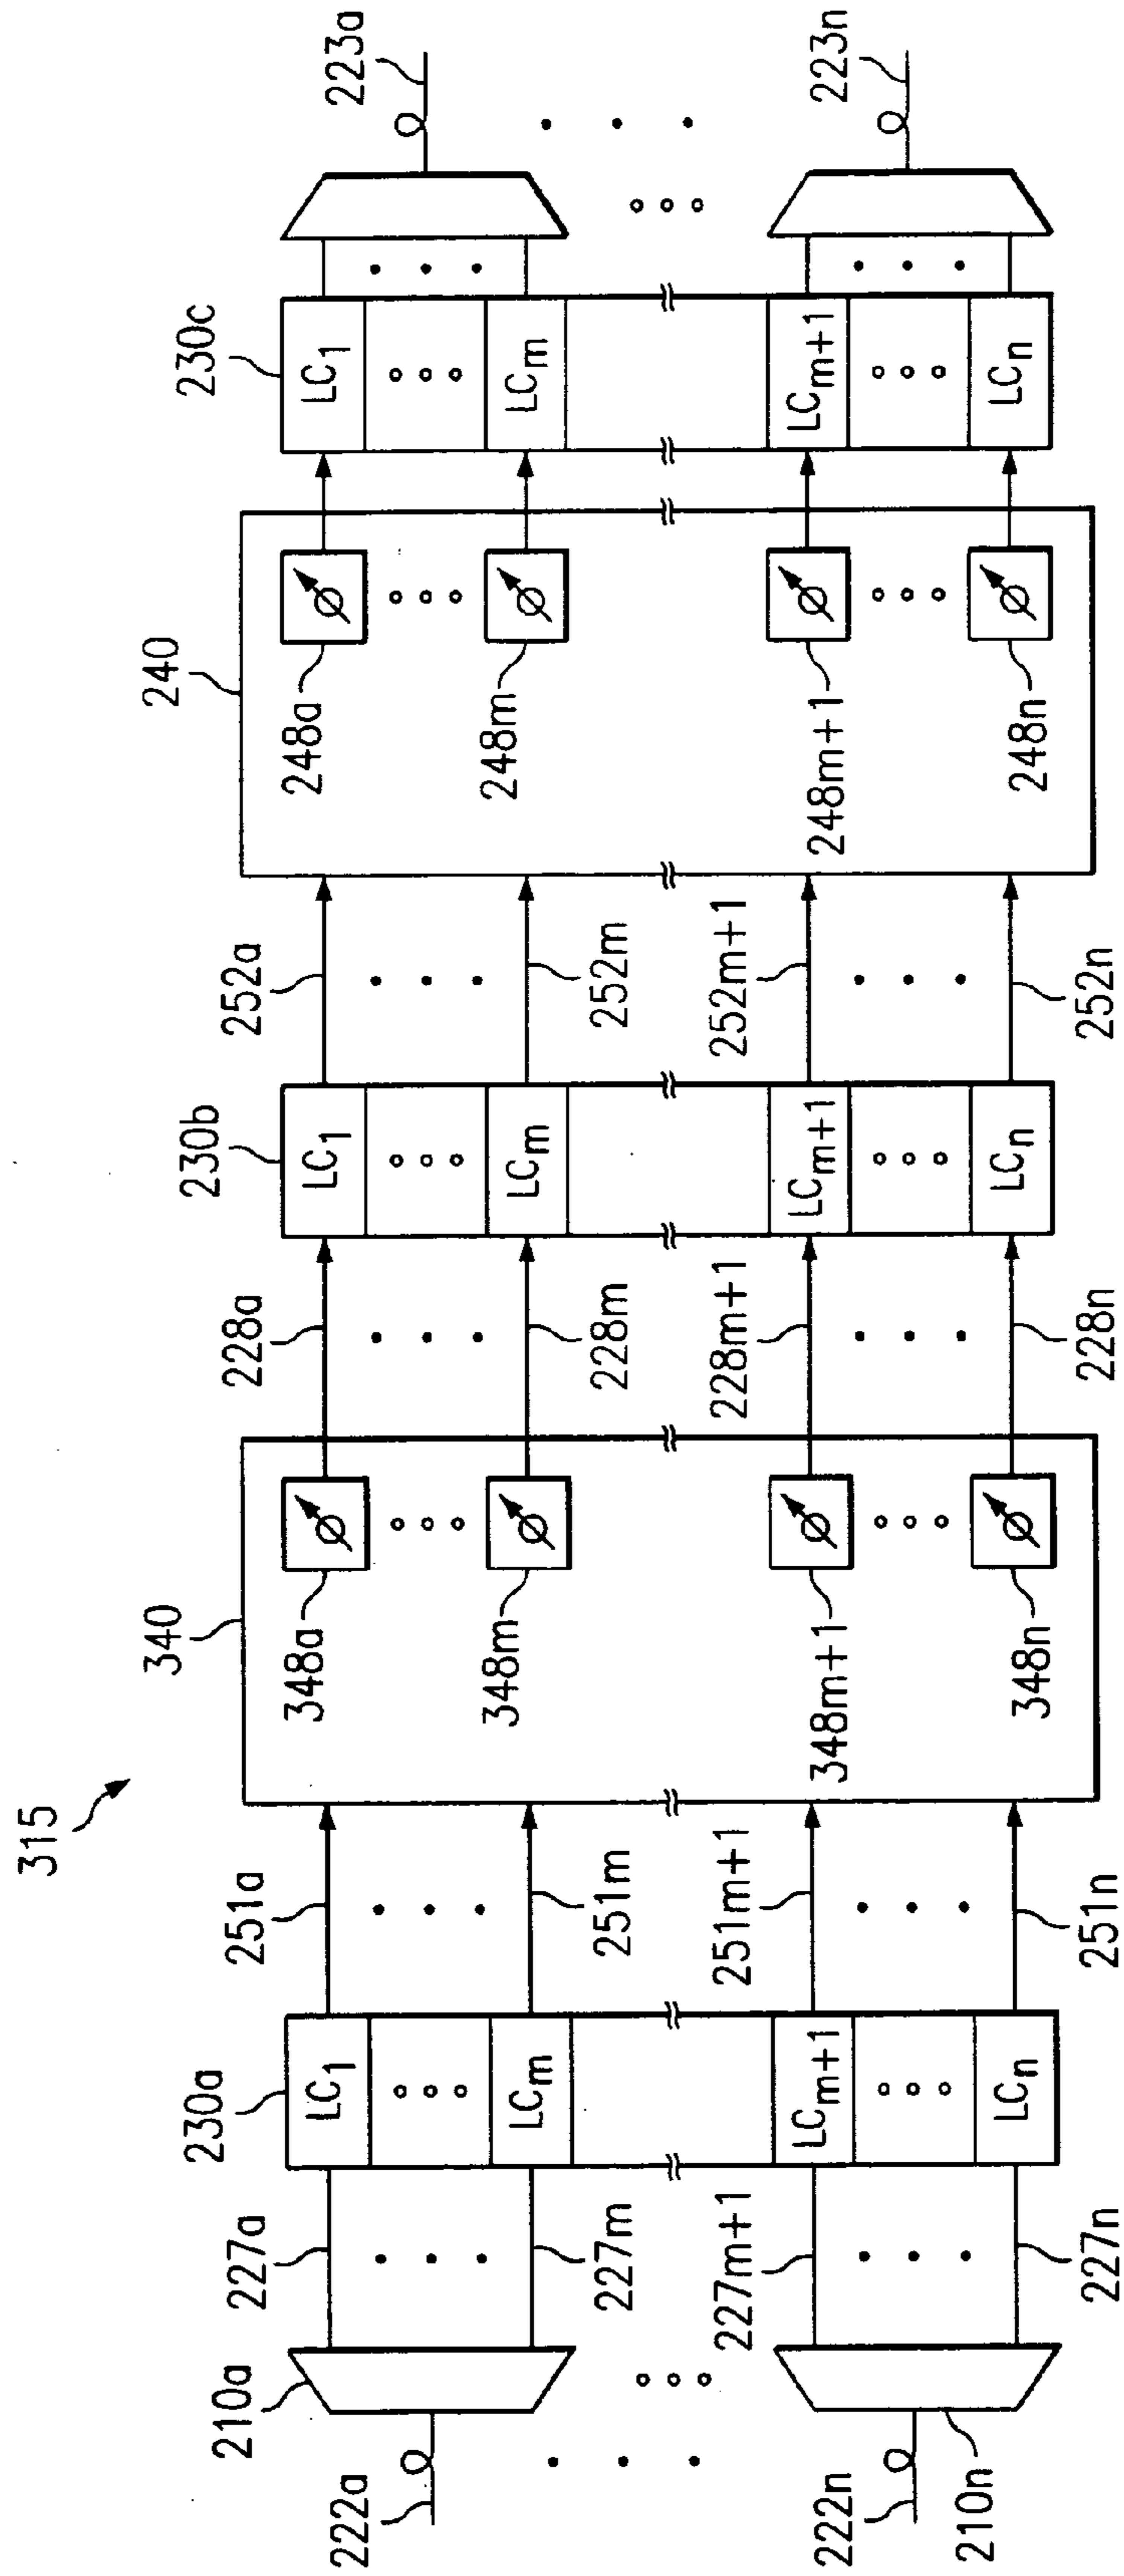 315
222a
210a
227a
230a
251a
340
228a
230b
252a
240
230c
223a
LC1
LCm
LCm+1
LCn
348a
Ø
348m
Ø
348m+1
Ø
348n
Ø
LC1
LCm
LCm+1
LCn
248a
Ø
248m
Ø
248m+1
Ø
248n
Ø
LC1
LCm
LCm+1
LCn
227m
251m
228m
252m
227m+1
251m+1
228m+1
252m+1
222n
210n
227n
251n
228n
252n
223n